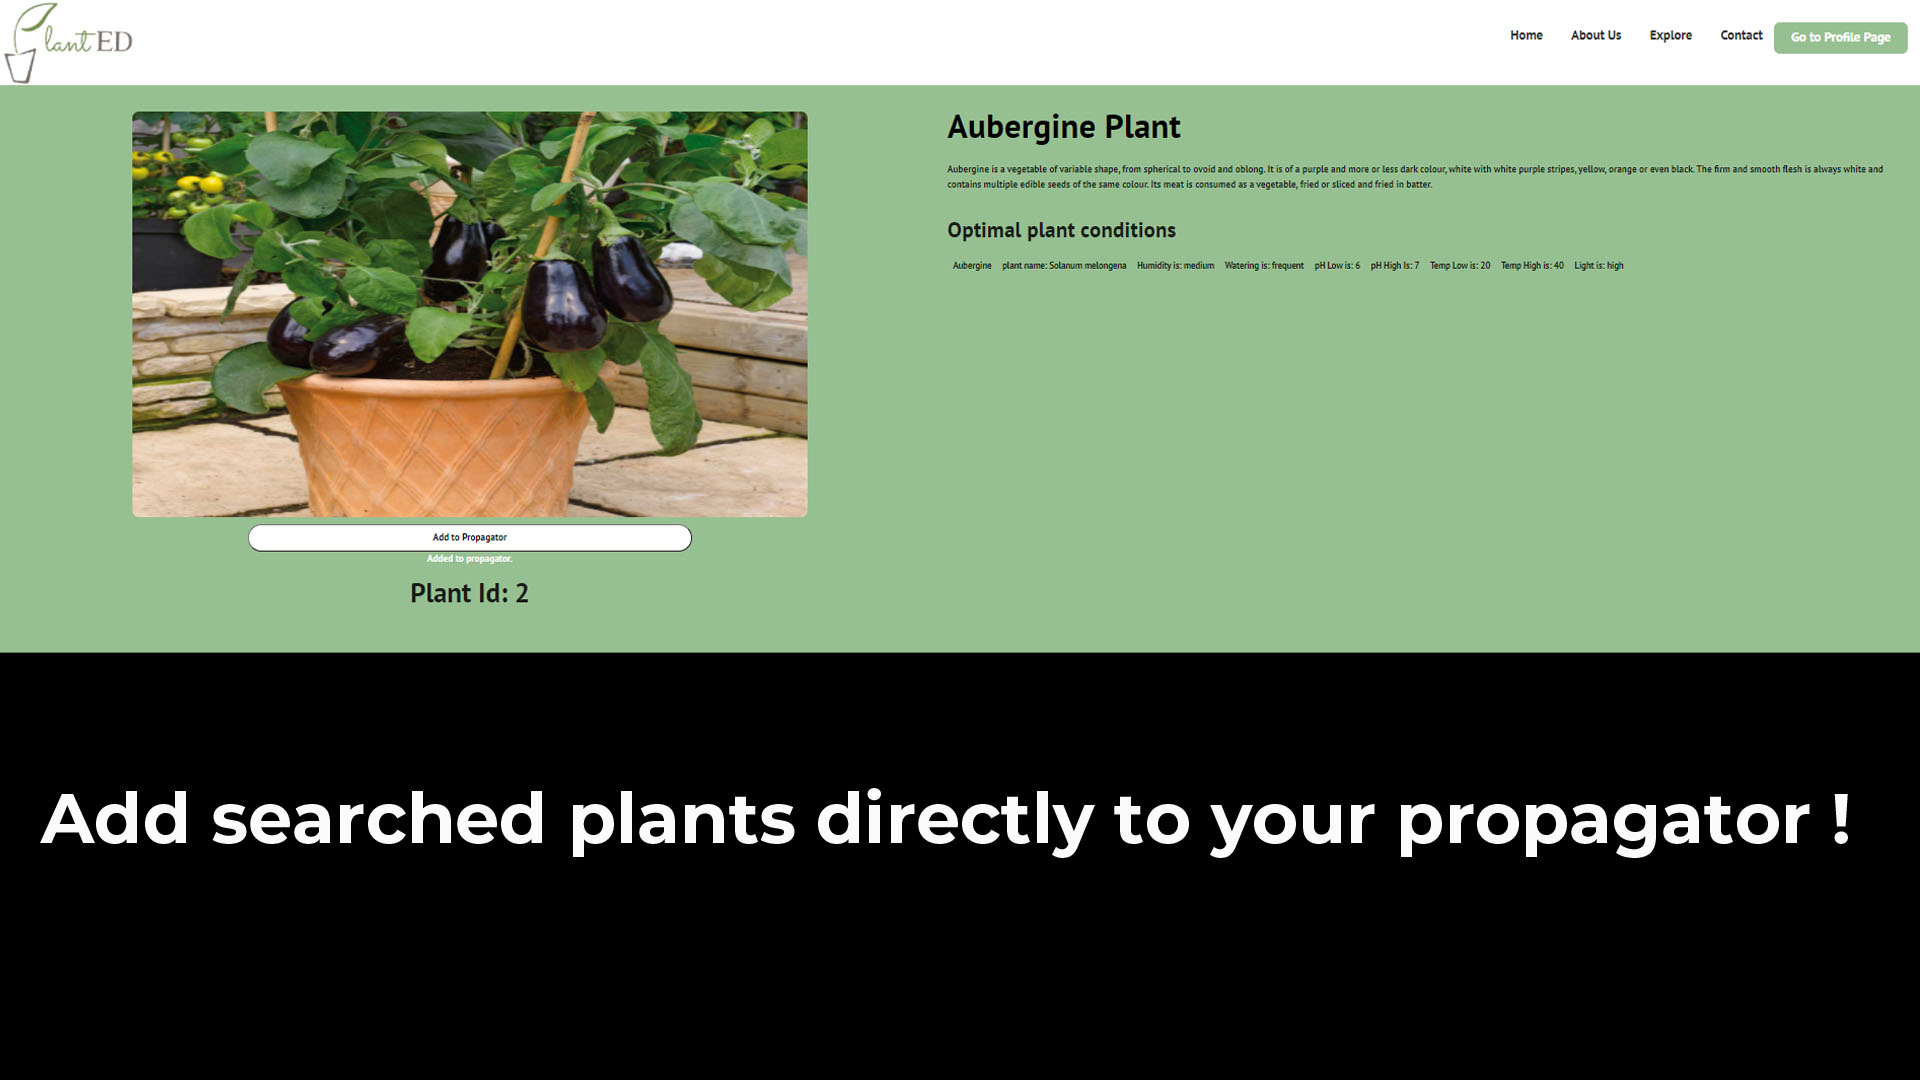 PlantED
Home About Us Explore Contact Go to Profile Page
Aubergine Plant
Aubergine is a vegetable of variable shape, from spherical to ovoid and oblong. It is of a purple and more or less dark colour, white with white purple stripes, yellow, orange or even black. The firm and smooth flesh is always white and
contains multiple edible seeds of the same colour. Its meat is consumed as a vegetable, fried or sliced and fried in batter.
Optimal plant conditions
Aubergine plant name: Solanum melongena Humidity is: medium Watering is: frequent pH Low is: 6 pH High Is: 7 Temp Low is: 20 Temp High is: 40 Light is: high
Add to Propagator
Added to propagator.
Plant Id: 2
Add searched plants directly to your propagator !